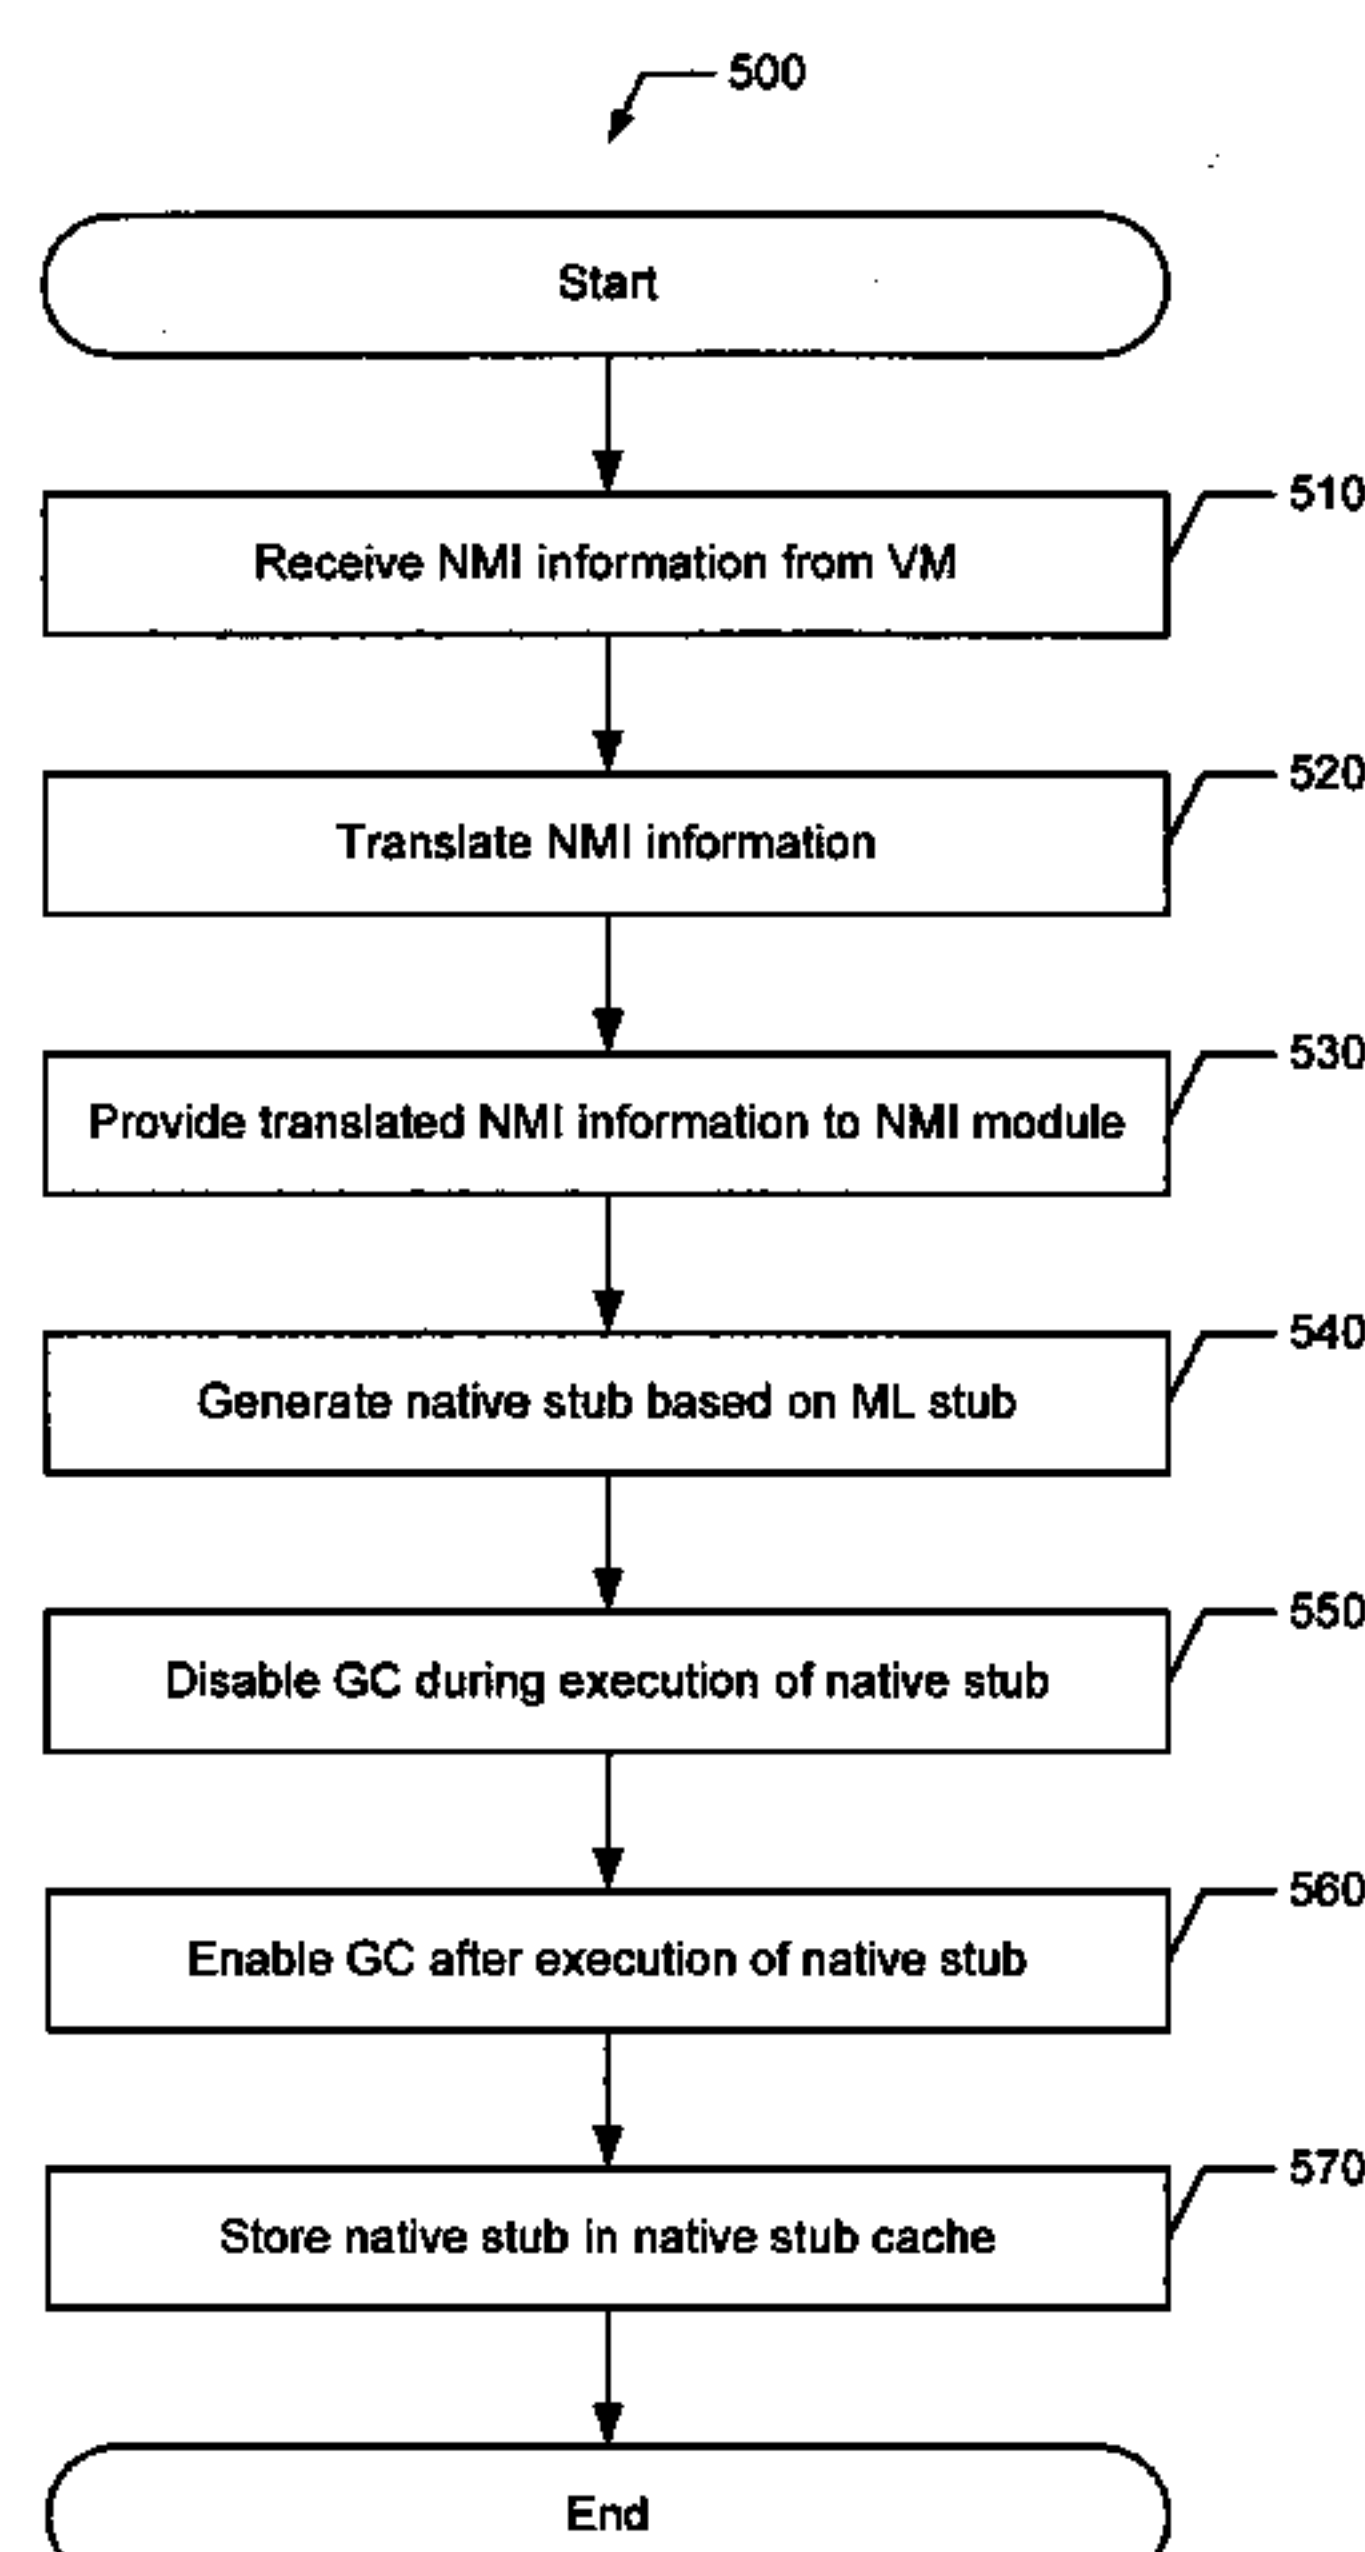 500
Start
510
Receive NMI information from VM
520
Translate NMI information
530
Provide translated NMI information to NMI module
540
Generate native stub based on ML stub
550
Disable GC during execution of native stub
560
Enable GC after execution of native stub
570
Store native stub in native stub cache
End